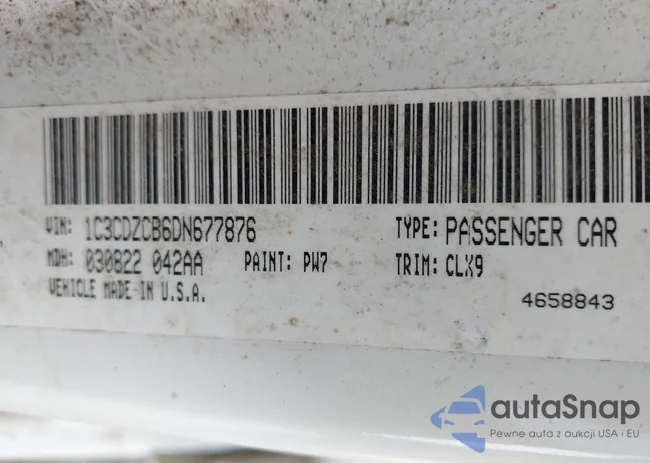 VIN: 1C3CDZCB6DN677876 TYPE: PASSENGER CAR
MDH: 030822 042AA PAINT: PW7 TRIM: CLX9
VEHICLE MADE IN U.S.A.
4658843
autaSnap
Pewne auta z aukcji USA i EU